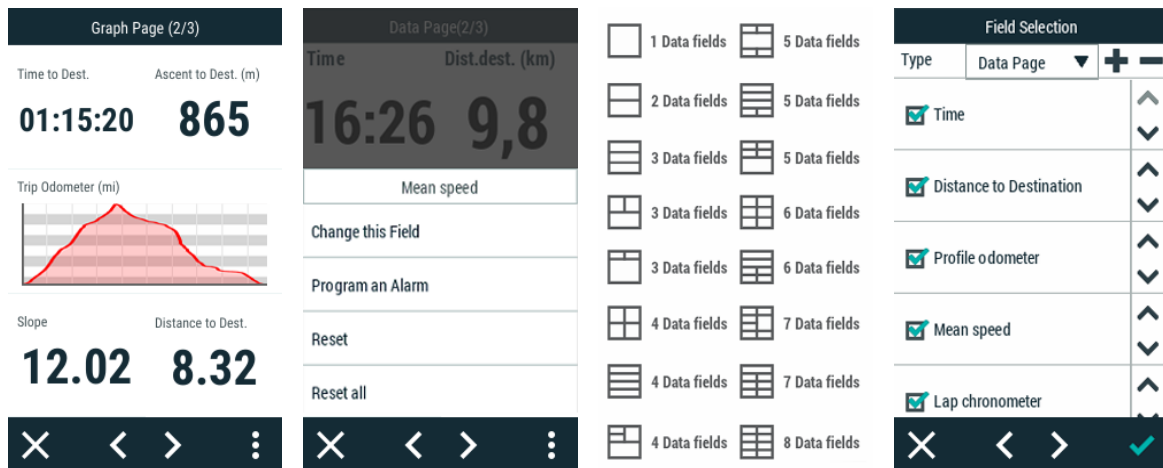 Graph Page (2/3)
Time to Dest. Ascent to Dest. (m)
01:15:20 865
Trip Odometer (mi)
Slope Distance to Dest.
12.02 8.32
Data Page(2/3)
Time Dist.dest. (km)
16:26 9,8
Mean speed
Change this Field
Program an Alarm
Reset
Reset all
1 Data fields 5 Data fields
2 Data fields 5 Data fields
3 Data fields 5 Data fields
3 Data fields 6 Data fields
3 Data fields 6 Data fields
4 Data fields 7 Data fields
4 Data fields 7 Data fields
4 Data fields 8 Data fields
Field Selection
Type Data Page
Time
Distance to Destination
Profile odometer
Mean speed
Lap chronometer